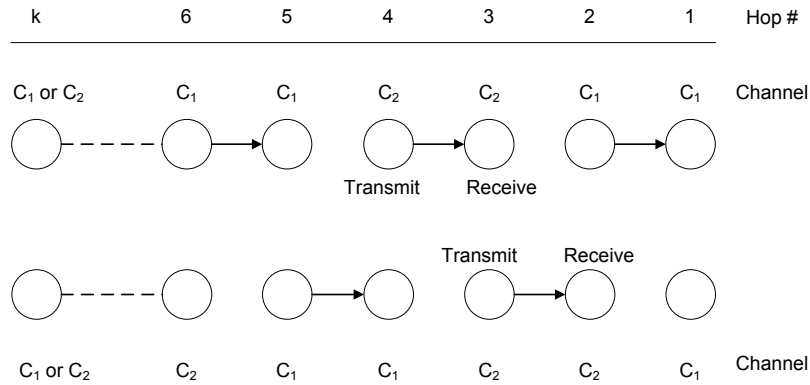 k 6 5 4 3 2 1 Hop #
C₁ or C₂ C₁ C₁ C₂ C₂ C₁ C₁ Channel
Transmit Receive
Transmit Receive
C₁ or C₂ C₂ C₁ C₁ C₂ C₂ C₁ Channel